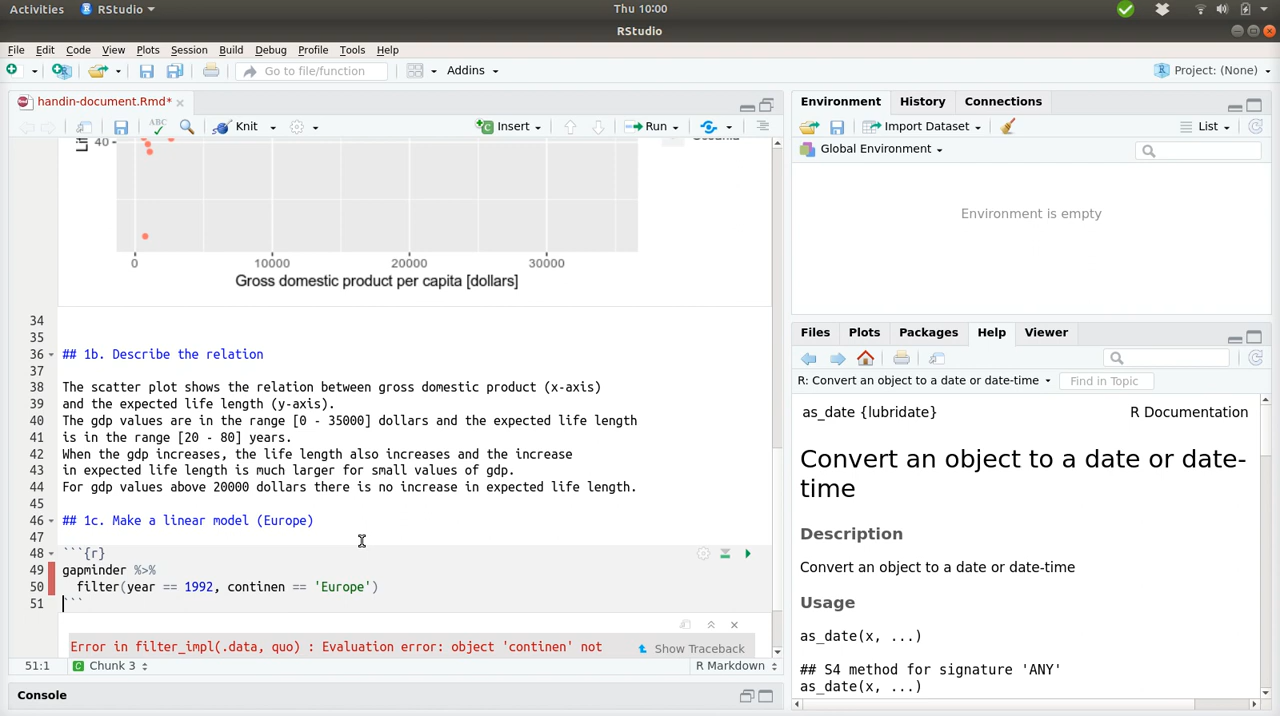 Activities RStudio Thu 10:00
RStudio
File Edit Code View Plots Session Build Debug Profile Tools Help
Go to file/function Addins Project: (None)
handin-document.Rmd*
ABC Knit Insert Run
40
0 10000 20000 30000
Gross domestic product per capita [dollars]
34
35
36 ## 1b. Describe the relation
37
38 The scatter plot shows the relation between gross domestic product (x-axis)
39 and the expected life length (y-axis).
40 The gdp values are in the range [0 - 35000] dollars and the expected life length
41 is in the range [20 - 80] years.
42 When the gdp increases, the life length also increases and the increase
43 in expected life length is much larger for small values of gdp.
44 For gdp values above 20000 dollars there is no increase in expected life length.
45
46 ## 1c. Make a linear model (Europe)
47
48 ```{r}
49 gapminder %>%
50 filter(year == 1992, continen == 'Europe')
51 ```
Error in filter_impl(.data, quo) : Evaluation error: object 'continen' not
Show Traceback
51:1 Chunk 3 R Markdown
Console
Environment History Connections
Import Dataset List
Global Environment
Environment is empty
Files Plots Packages Help Viewer
R: Convert an object to a date or date-time Find in Topic
as_date {lubridate} R Documentation
Convert an object to a date or date-
time
Description
Convert an object to a date or date-time
Usage
as_date(x, ...)
## S4 method for signature 'ANY'
as_date(x, ...)